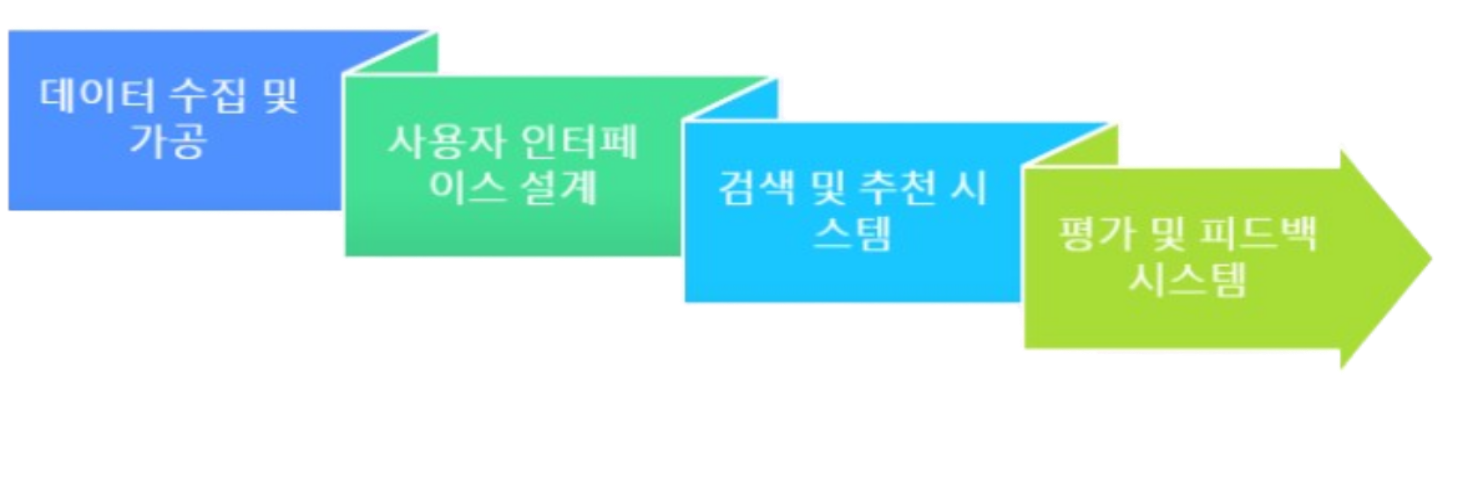 데이터 수집 및
가공
사용자 인터페
이스 설계
검색 및 추천 시
스템
평가 및 피드백
시스템